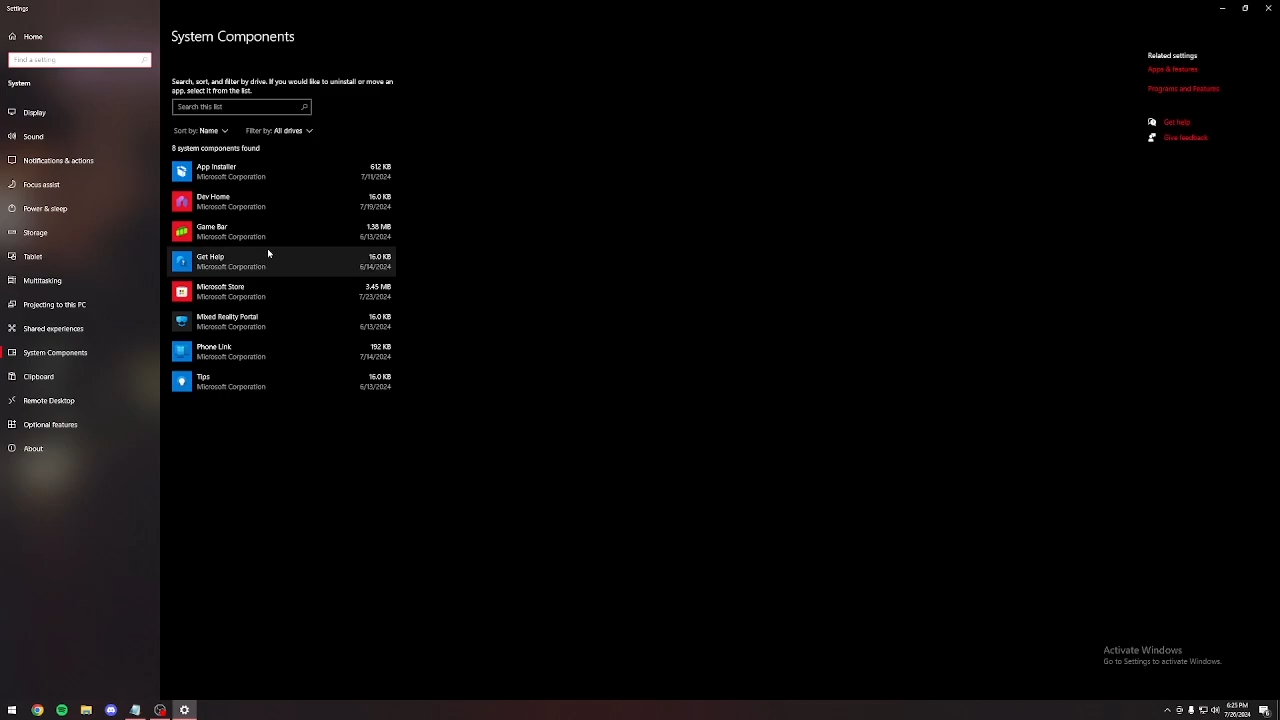 Settings
Home
Find a setting
System
Display
Sound
Notifications & actions
Focus assist
Power & sleep
Storage
Tablet
Multitasking
Projecting to this PC
Shared experiences
System Components
Clipboard
Remote Desktop
Optional features
About
System Components
Search, sort, and filter by drive. If you would like to uninstall or move an
app, select it from the list.
Search this list
Sort by: Name
Filter by: All drives
8 system components found
App Installer 612 KB
Microsoft Corporation 7/11/2024
Dev Home 16.0 KB
Microsoft Corporation 7/19/2024
Game Bar 1.38 MB
Microsoft Corporation 6/13/2024
Get Help 16.0 KB
Microsoft Corporation 6/14/2024
Microsoft Store 3.45 MB
Microsoft Corporation 7/23/2024
Mixed Reality Portal 16.0 KB
Microsoft Corporation 6/13/2024
Phone Link 192 KB
Microsoft Corporation 7/14/2024
Tips 16.0 KB
Microsoft Corporation 6/13/2024
Related settings
Apps & features
Programs and Features
Get help
Give feedback
Activate Windows
Go to Settings to activate Windows.
6:25 PM